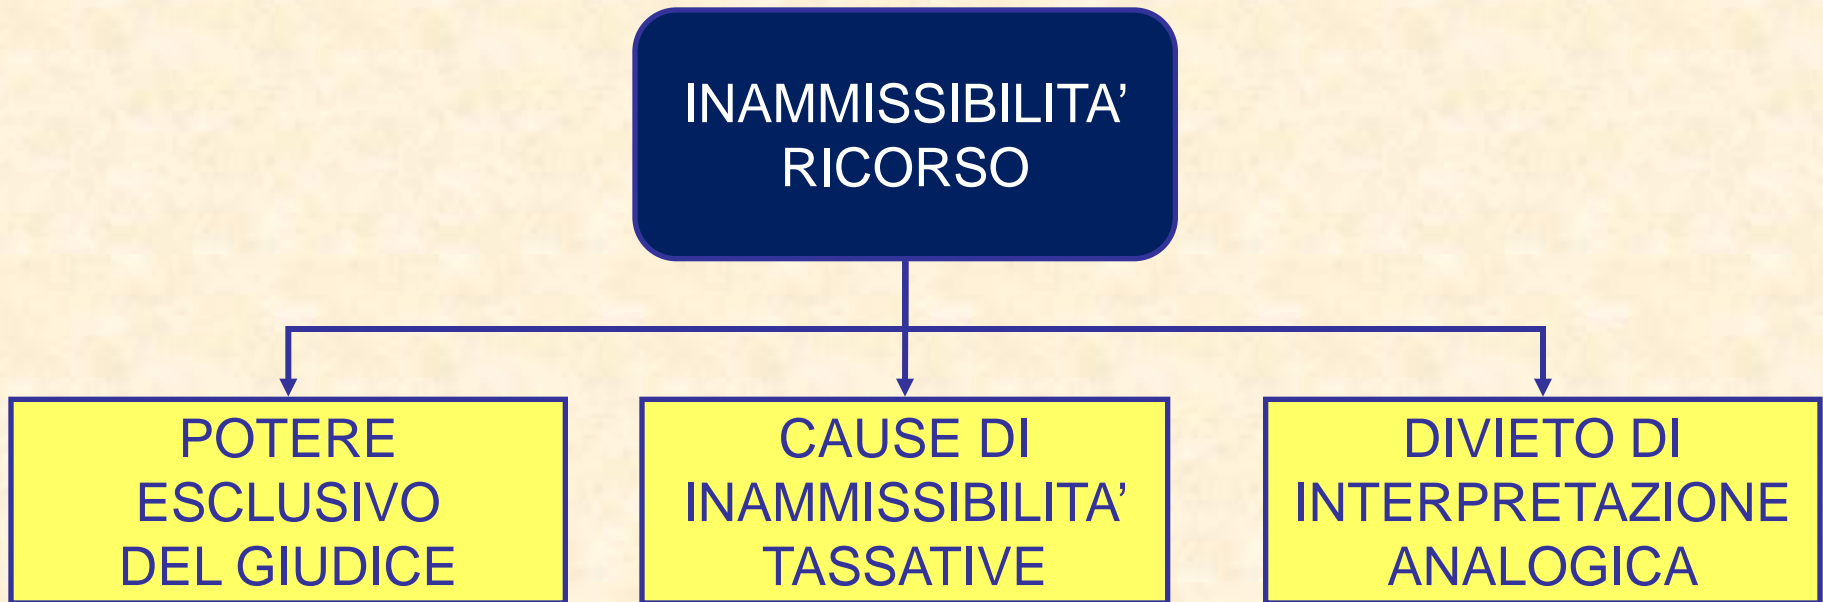 INAMMISSIBILITA’
RICORSO
POTERE
ESCLUSIVO
DEL GIUDICE
CAUSE DI
INAMMISSIBILITA’
TASSATIVE
DIVIETO DI
INTERPRETAZIONE
ANALOGICA